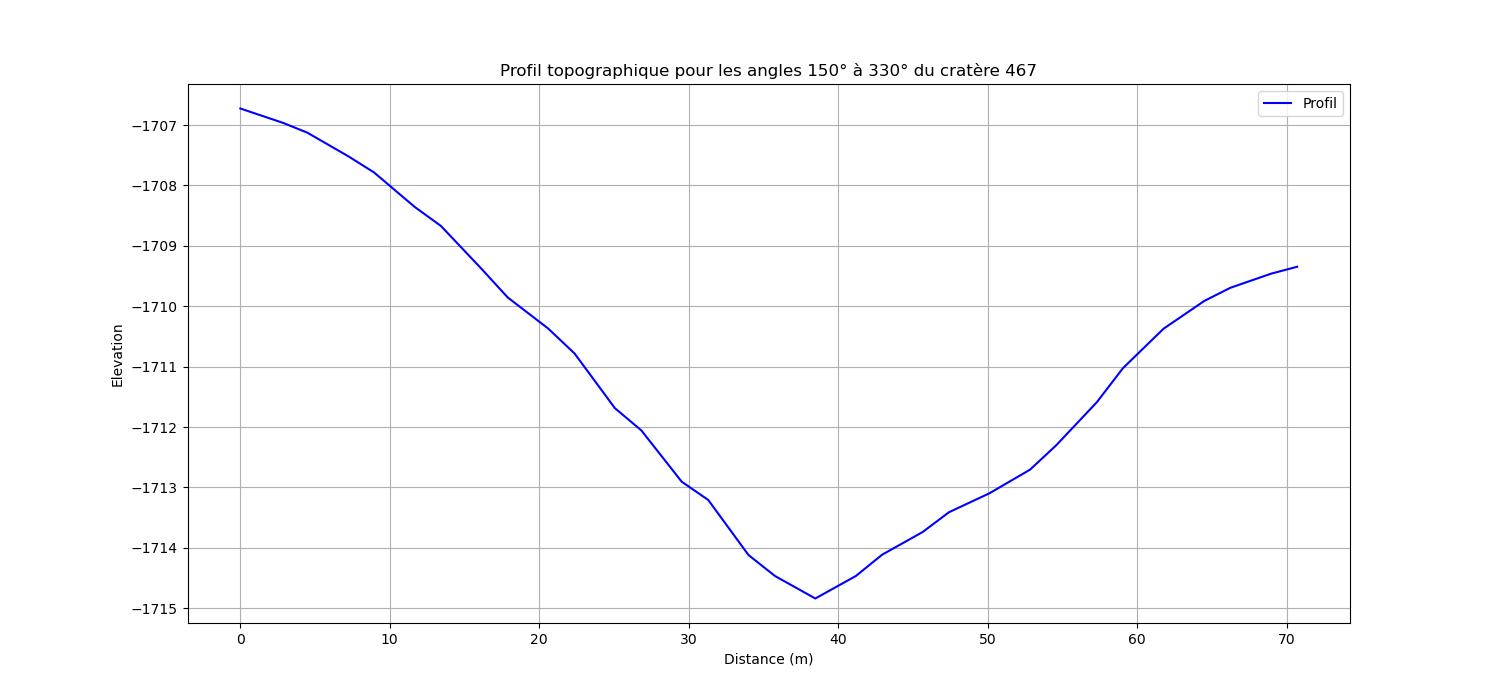 Profil topographique pour les angles 150° à 330° du cratère 467
Profil
−1707
−1708
−1709
−1710
−1711
−1712
−1713
−1714
−1715
Elevation
0 10 20 30 40 50 60 70
Distance (m)